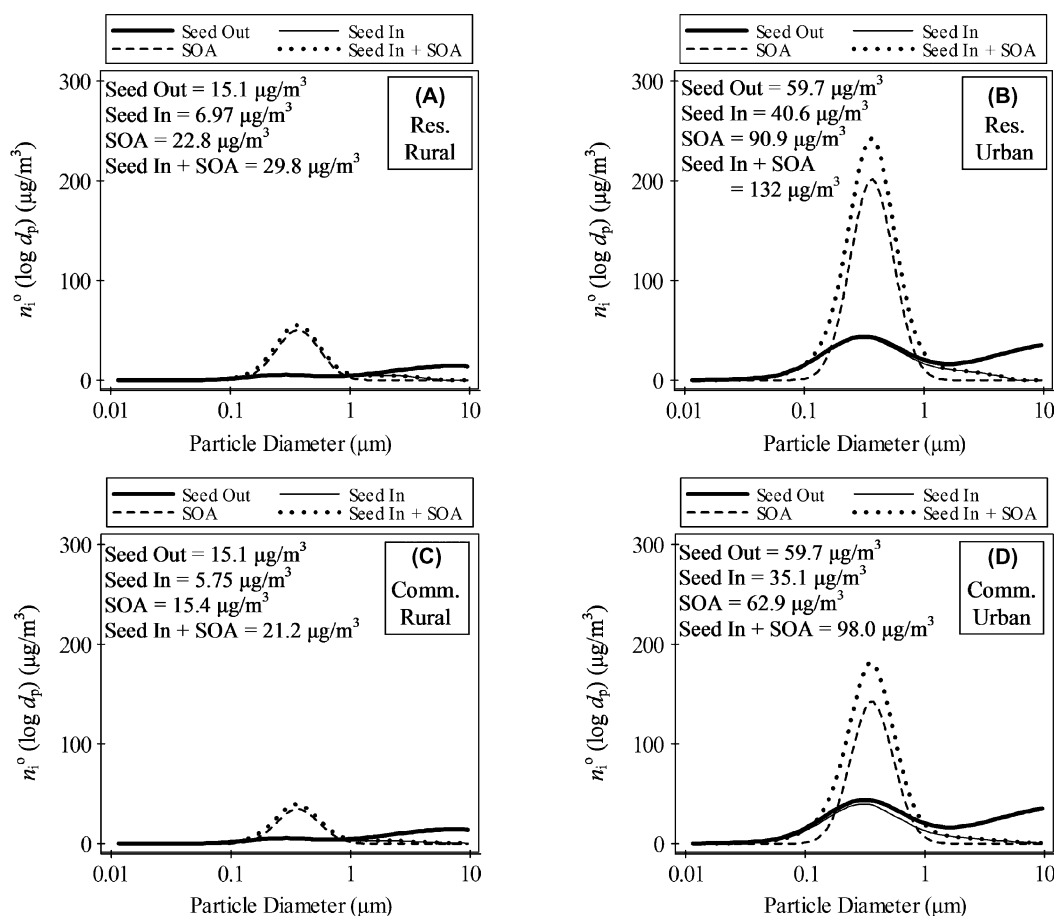 Seed Out Seed In
SOA Seed In + SOA
300
200
100
0
nᵢᵒ (log dₚ) (µg/m³)
Seed Out = 15.1 µg/m³
Seed In = 6.97 µg/m³
SOA = 22.8 µg/m³
Seed In + SOA = 29.8 µg/m³
(A)
Res.
Rural
0.01 0.1 1 10
Particle Diameter (µm)
Seed Out Seed In
SOA Seed In + SOA
300
200
100
0
nᵢᵒ (log dₚ) (µg/m³)
Seed Out = 59.7 µg/m³
Seed In = 40.6 µg/m³
SOA = 90.9 µg/m³
Seed In + SOA
= 132 µg/m³
(B)
Res.
Urban
0.01 0.1 1 10
Particle Diameter (µm)
Seed Out Seed In
SOA Seed In + SOA
300
200
100
0
nᵢᵒ (log dₚ) (µg/m³)
Seed Out = 15.1 µg/m³
Seed In = 5.75 µg/m³
SOA = 15.4 µg/m³
Seed In + SOA = 21.2 µg/m³
(C)
Comm.
Rural
0.01 0.1 1 10
Particle Diameter (µm)
Seed Out Seed In
SOA Seed In + SOA
300
200
100
0
nᵢᵒ (log dₚ) (µg/m³)
Seed Out = 59.7 µg/m³
Seed In = 35.1 µg/m³
SOA = 62.9 µg/m³
Seed In + SOA = 98.0 µg/m³
(D)
Comm.
Urban
0.01 0.1 1 10
Particle Diameter (µm)